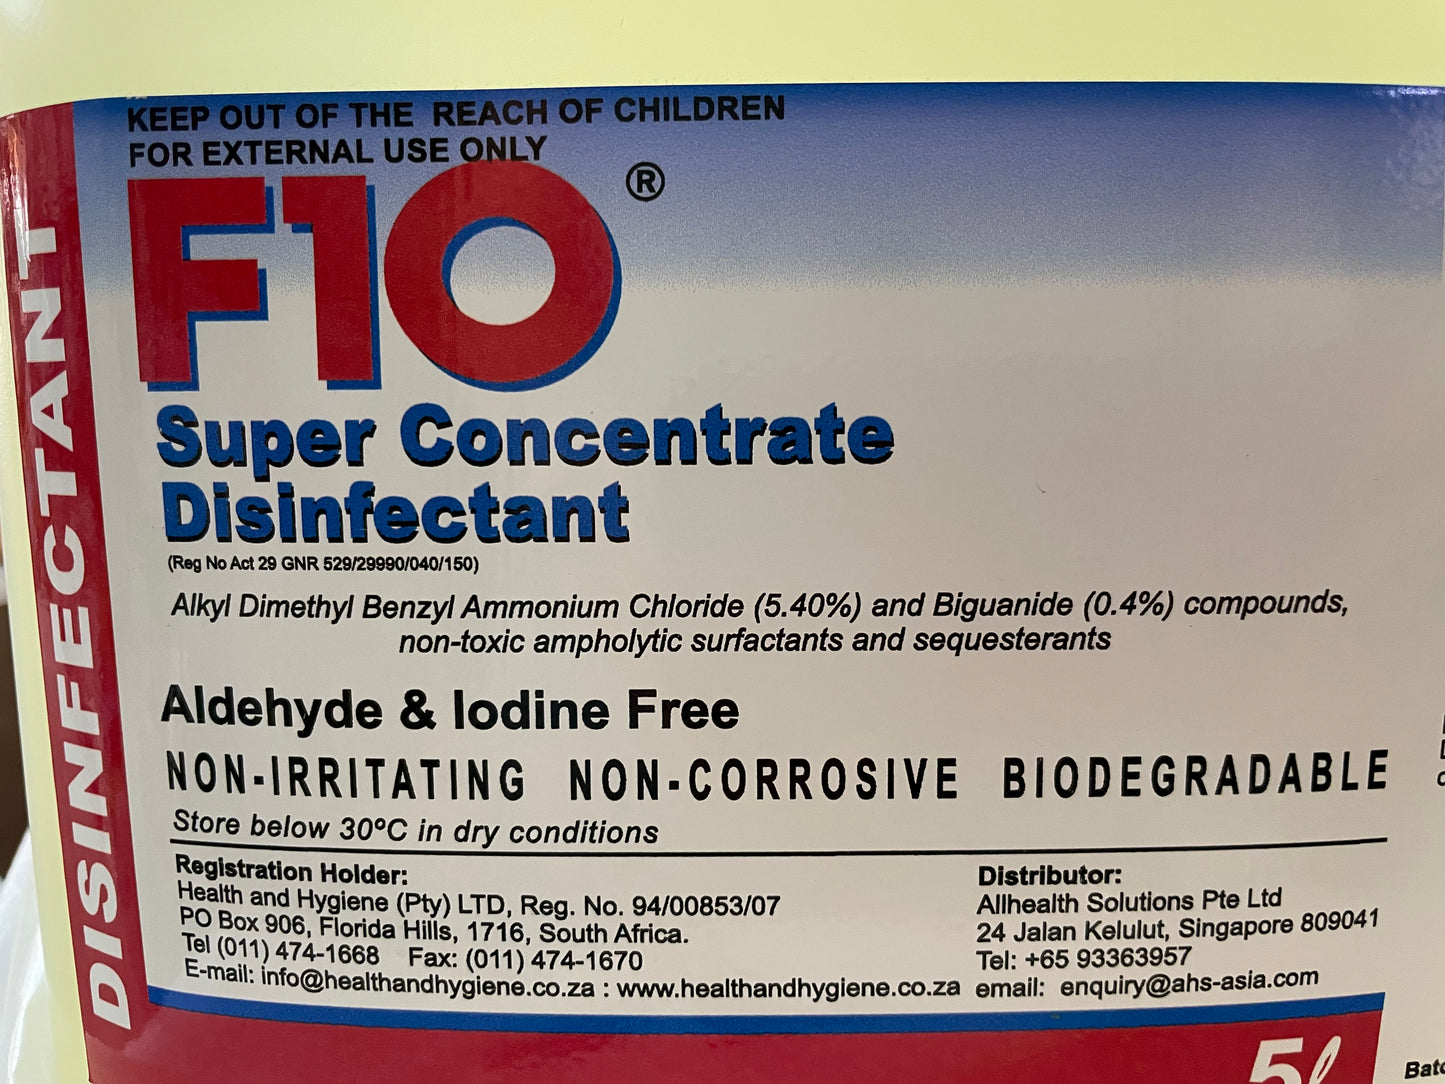 KEEP OUT OF THE REACH OF CHILDREN
FOR EXTERNAL USE ONLY
F10®
Super Concentrate
Disinfectant
(Reg No Act 29 GNR 529/29990/040/150)
Alkyl Dimethyl Benzyl Ammonium Chloride (5.40%) and Biguanide (0.4%) compounds,
non-toxic ampholytic surfactants and sequesterants
Aldehyde & Iodine Free
NON-IRRITATING NON-CORROSIVE BIODEGRADABLE
Store below 30ºC in dry conditions
Registration Holder:
Health and Hygiene (Pty) LTD, Reg. No. 94/00853/07
PO Box 906, Florida Hills, 1716, South Africa.
Tel (011) 474-1668 Fax: (011) 474-1670
E-mail: info@healthandhygiene.co.za : www.healthandhygiene.co.za
Distributor:
Allhealth Solutions Pte Ltd
24 Jalan Kelulut, Singapore 809041
Tel: +65 93363957
email: enquiry@ahs-asia.com
DISINFECTANT
5ℓ